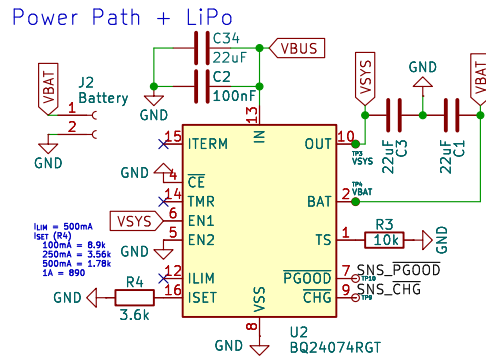 Power Path + LiPo
C34
22uF
VBUS
C2
100nF
GND
VBAT
J2
Battery
1
2
GND
VSYS
GND
VBAT
22uF
C3
22uF
C1
13
IN
15
ITERM
OUT
10
TP3
VSYS
GND
4
CE
14
TMR
BAT
2
TP4
VBAT
VSYS
6
EN1
5
EN2
GND
TS
1
R3
10k
GND
ILIM = 500mA
ISET (R4)
100mA = 8.9k
250mA = 3.56k
500mA = 1.78k
1A = 890
12
ILIM
PGOOD
7
SNS_PGOOD
TP10
16
ISET
CHG
9
SNS_CHG
TP9
GND
R4
3.6k
VSS
8
GND
U2
BQ24074RGT